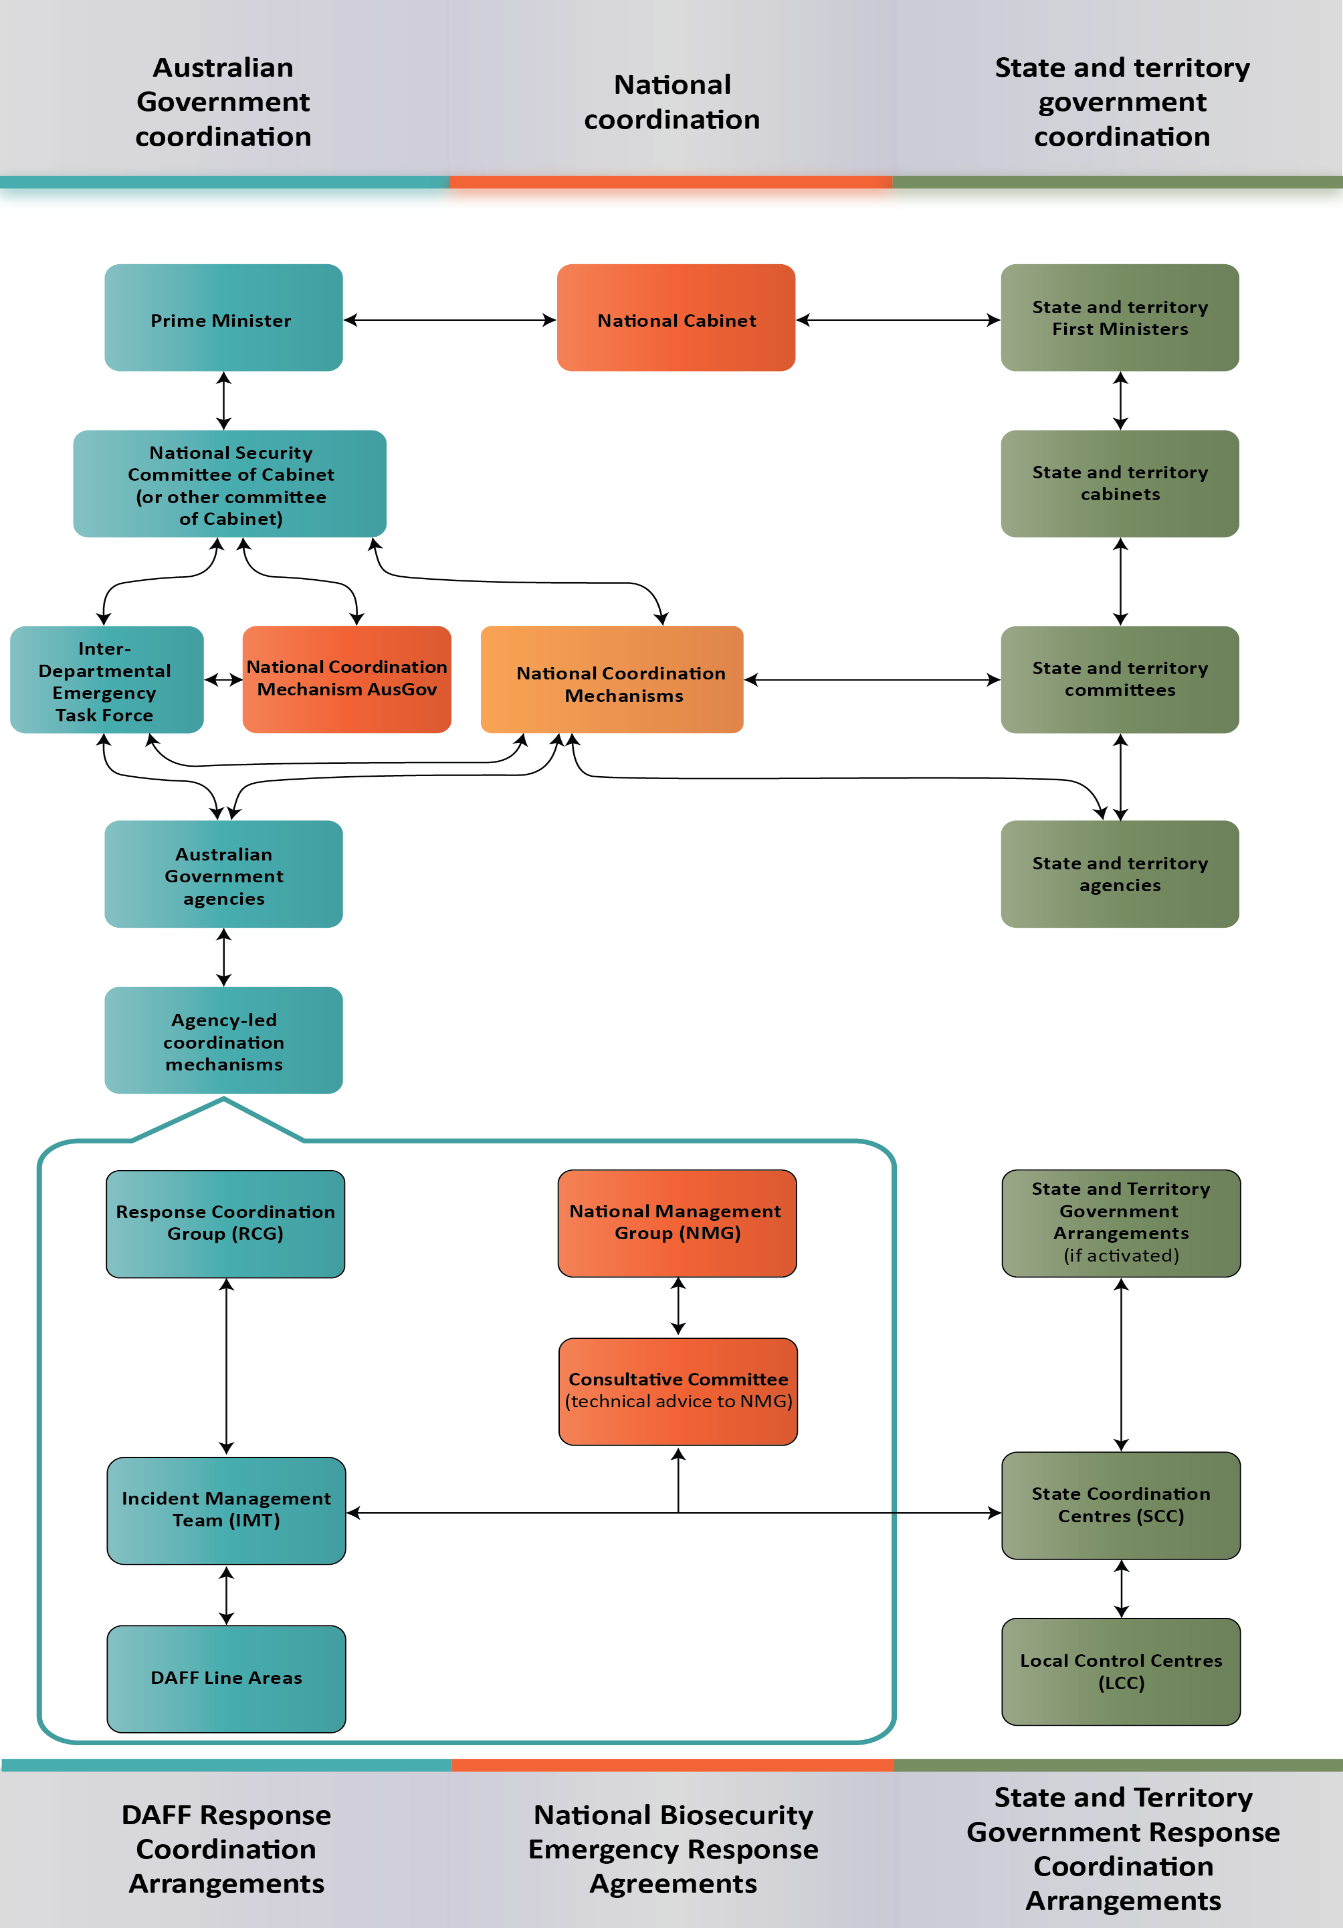 Australian
Government
coordination
National
coordination
State and territory
government
coordination
Prime Minister
National Cabinet
State and territory
First Ministers
National Security
Committee of Cabinet
(or other committee
of Cabinet)
State and territory
cabinets
Inter-
Departmental
Emergency
Task Force
National Coordination
Mechanism AusGov
National Coordination
Mechanisms
State and territory
committees
Australian
Government
agencies
State and territory
agencies
Agency-led
coordination
mechanisms
Response Coordination
Group (RCG)
National Management
Group (NMG)
State and Territory
Government
Arrangements
(if activated)
Consultative Committee
(technical advice to NMG)
Incident Management
Team (IMT)
State Coordination
Centres (SCC)
DAFF Line Areas
Local Control Centres
(LCC)
DAFF Response
Coordination
Arrangements
National Biosecurity
Emergency Response
Agreements
State and Territory
Government Response
Coordination
Arrangements